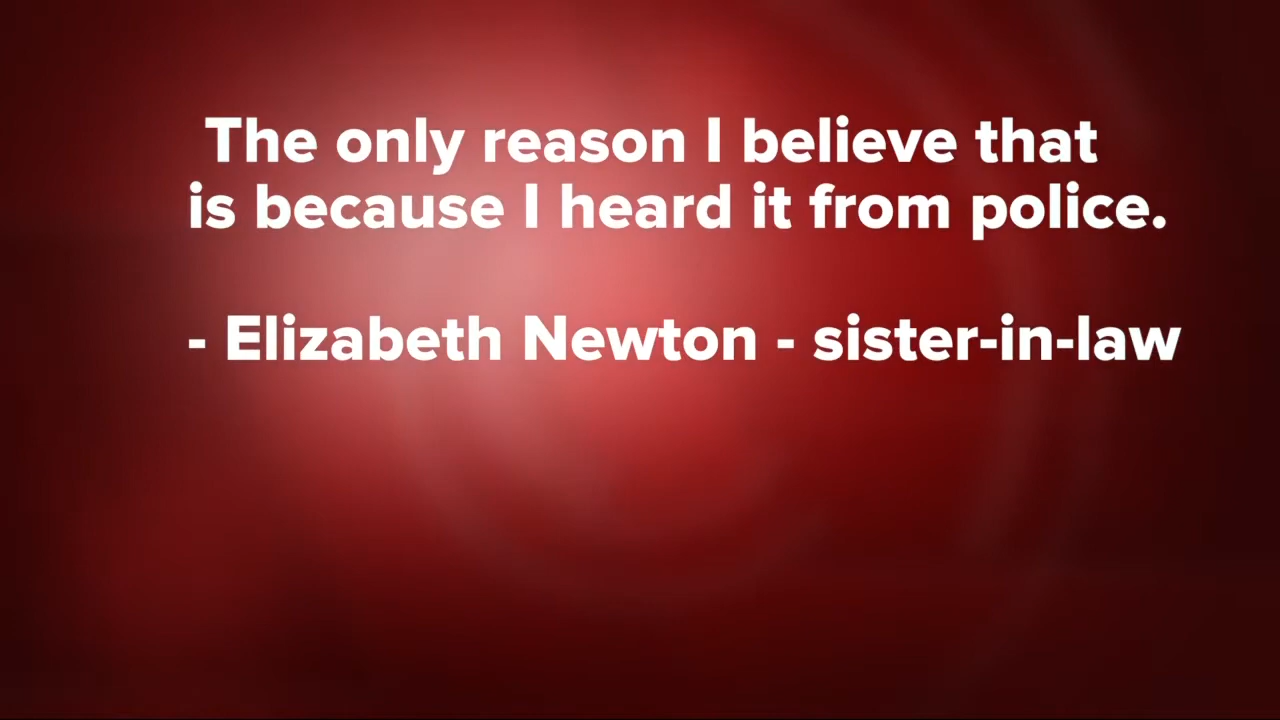 The only reason I believe that
is because I heard it from police.
- Elizabeth Newton - sister-in-law